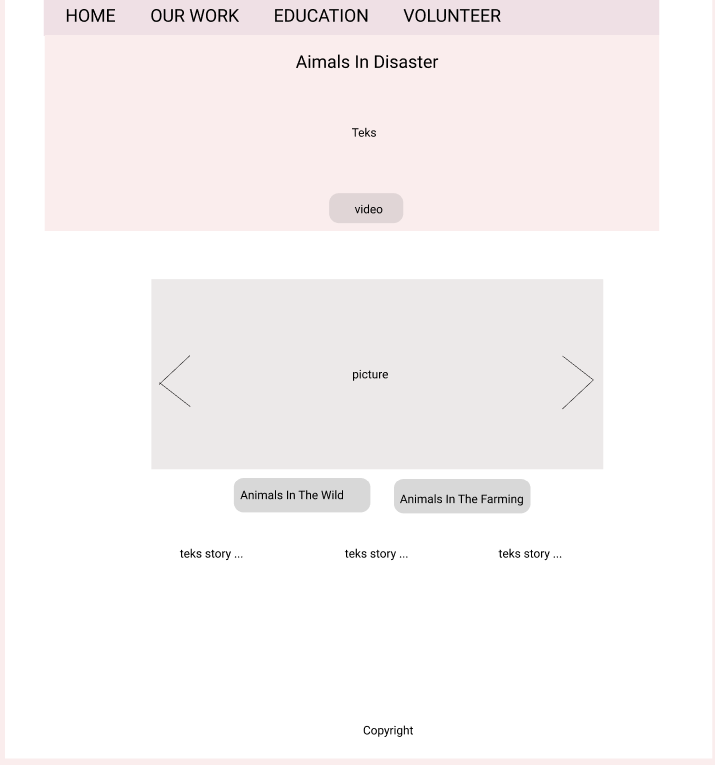 HOME OUR WORK EDUCATION VOLUNTEER
Aimals In Disaster
Teks
video
picture
Animals In The Wild
Animals In The Farming
teks story ... teks story ... teks story ...
Copyright